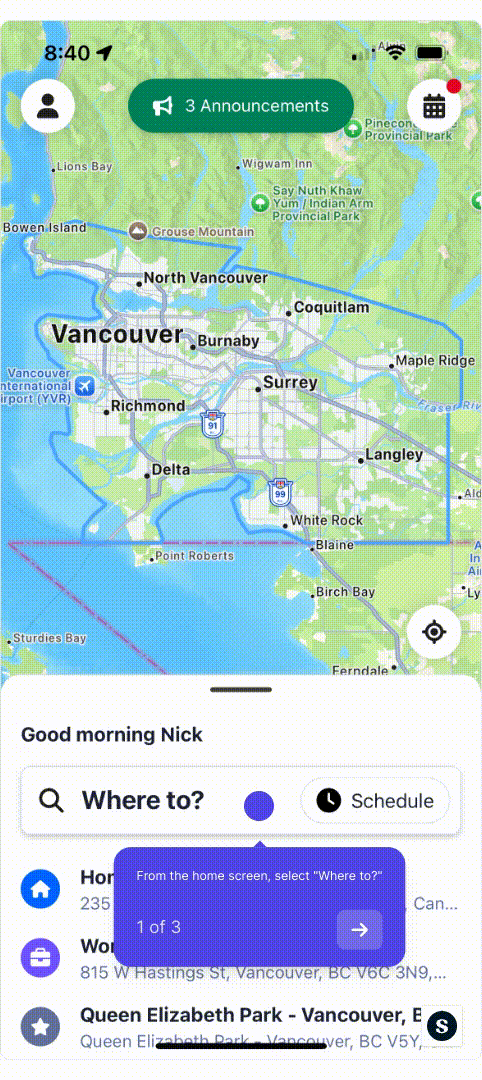 8:40
Alvin
3 Announcements
Pinecone
Provincial Park
Lions Bay
Wigwam Inn
Say Nuth Khaw
Yum / Indian Arm
Provincial Park
Bowen Island
Grouse Mountain
North Vancouver
Coquitlam
Vancouver
Burnaby
Maple Ridge
Vancouver
International
Airport (YVR)
Surrey
Richmond
Fraser Riv
91
Langley
Delta
99
White Rock
Blaine
Point Roberts
Birch Bay
Ly
Sturdies Bay
Ferndale
Good morning Nick
Where to?
Schedule
From the home screen, select "Where to?"
1 of 3
Hor
235
, Can...
Wor
815 W Hastings St, Vancouver, BC V6C 3N9,...
Queen Elizabeth Park - Vancouver, B
Queen Elizabeth Park - Vancouver, BC V5Y,
S